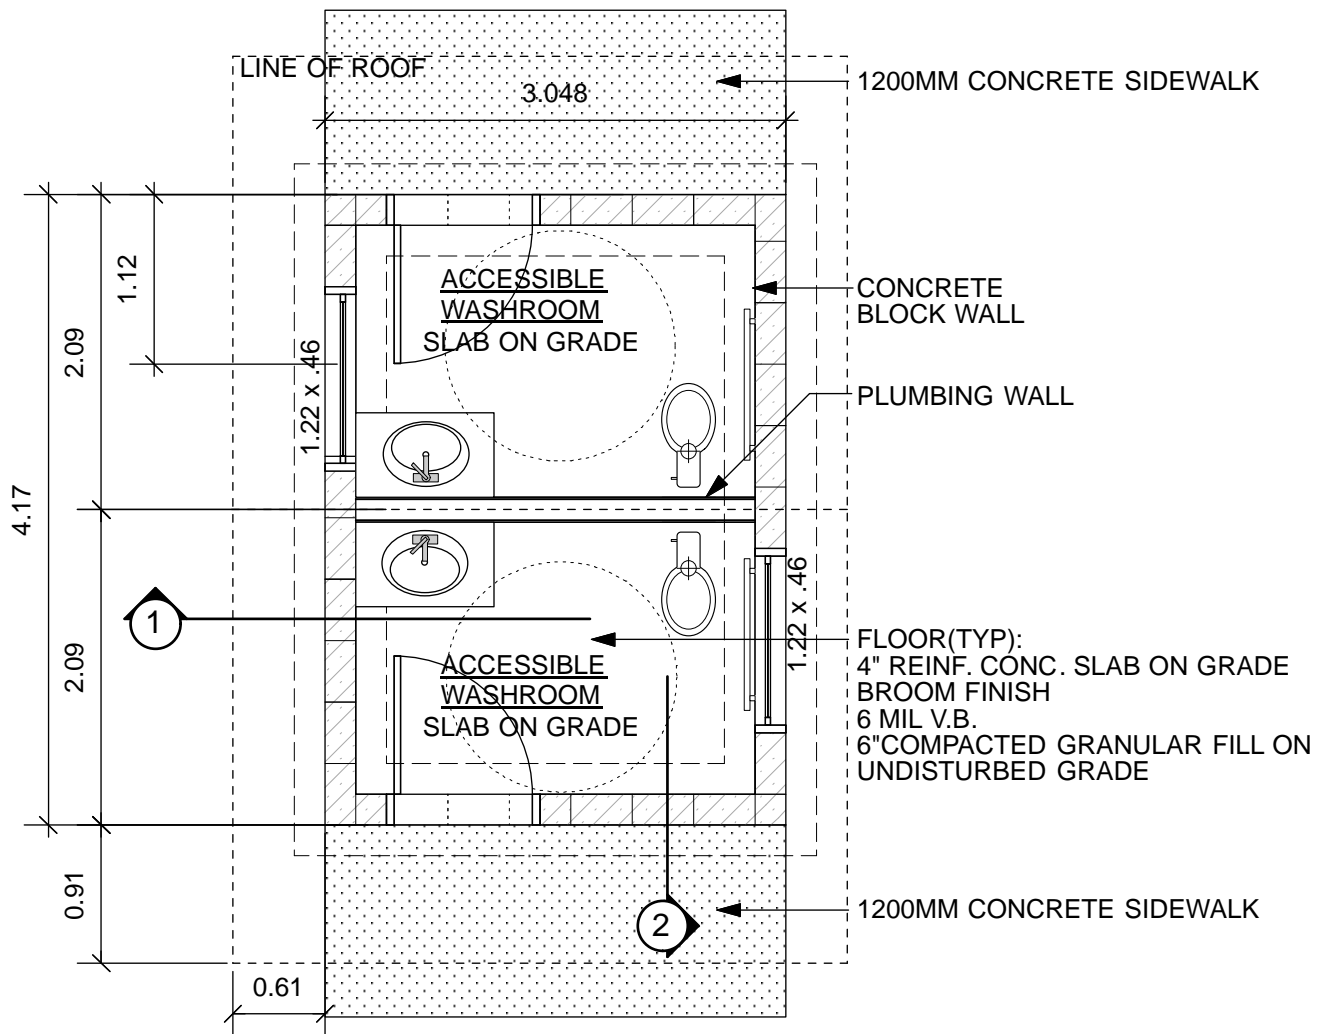 LINE OF ROOF
1200MM CONCRETE SIDEWALK
3.048
1.12
2.09
4.17
1.22 x .46
ACCESSIBLE
WASHROOM
SLAB ON GRADE
CONCRETE
BLOCK WALL
PLUMBING WALL
1
2.09
1.22 x .46
ACCESSIBLE
WASHROOM
SLAB ON GRADE
FLOOR(TYP):
4" REINF. CONC. SLAB ON GRADE
BROOM FINISH
6 MIL V.B.
6"COMPACTED GRANULAR FILL ON
UNDISTURBED GRADE
0.91
2
1200MM CONCRETE SIDEWALK
0.61